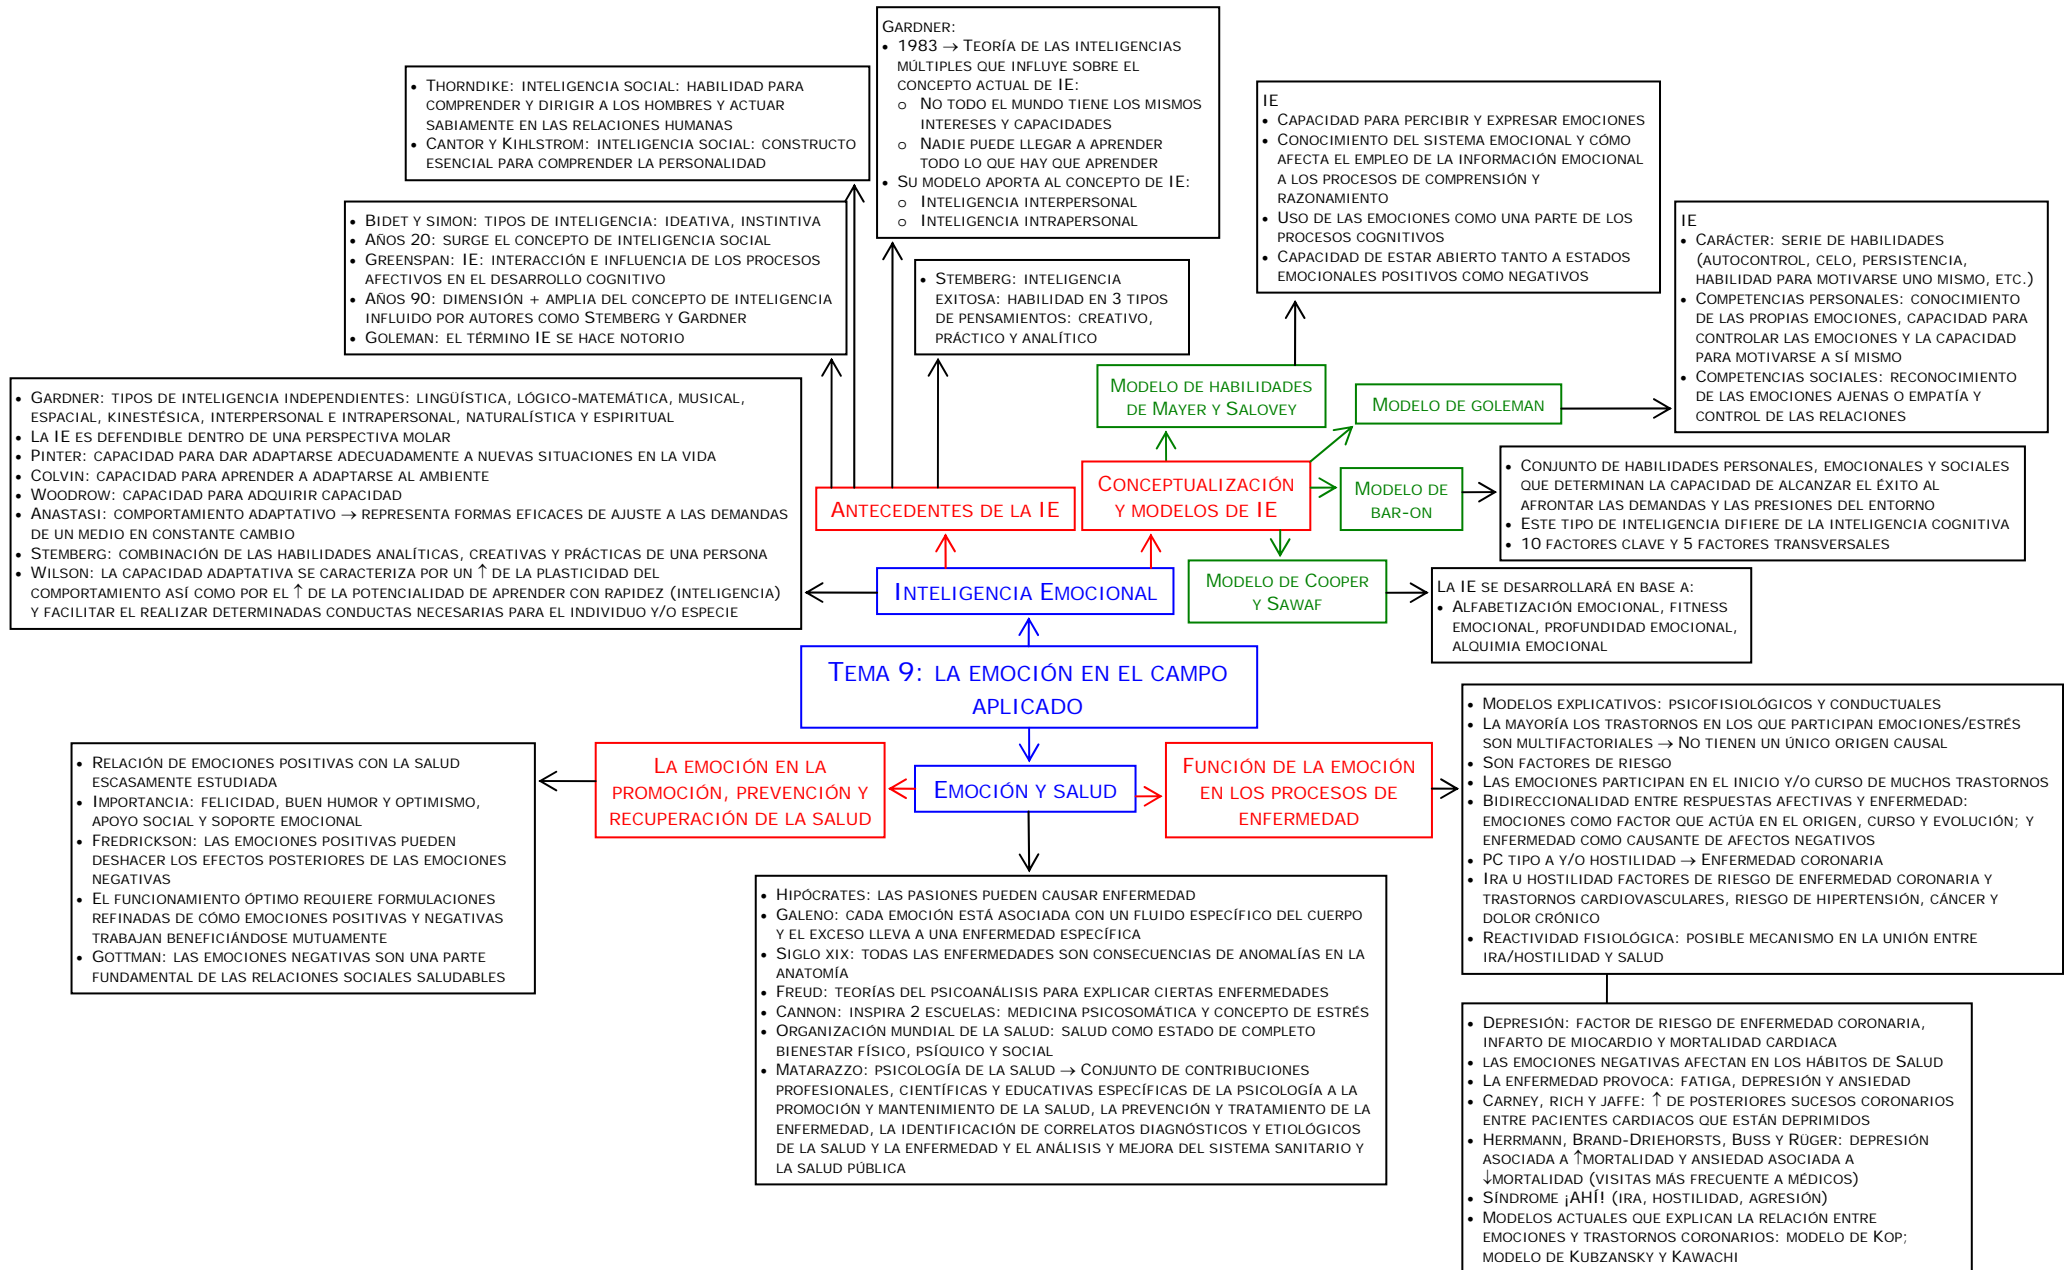 GARDNER:
• 1983 → TEORÍA DE LAS INTELIGENCIAS
MÚLTIPLES QUE INFLUYE SOBRE EL
CONCEPTO ACTUAL DE IE:
o NO TODO EL MUNDO TIENE LOS MISMOS
INTERESES Y CAPACIDADES
o NADIE PUEDE LLEGAR A APRENDER
TODO LO QUE HAY QUE APRENDER
• SU MODELO APORTA AL CONCEPTO DE IE:
o INTELIGENCIA INTERPERSONAL
o INTELIGENCIA INTRAPERSONAL
• THORNDIKE: INTELIGENCIA SOCIAL: HABILIDAD PARA
COMPRENDER Y DIRIGIR A LOS HOMBRES Y ACTUAR
SABIAMENTE EN LAS RELACIONES HUMANAS
• CANTOR Y KIHLSTROM: INTELIGENCIA SOCIAL: CONSTRUCTO
ESENCIAL PARA COMPRENDER LA PERSONALIDAD
IE
• CAPACIDAD PARA PERCIBIR Y EXPRESAR EMOCIONES
• CONOCIMIENTO DEL SISTEMA EMOCIONAL Y CÓMO
AFECTA EL EMPLEO DE LA INFORMACIÓN EMOCIONAL
A LOS PROCESOS DE COMPRENSIÓN Y
RAZONAMIENTO
• USO DE LAS EMOCIONES COMO UNA PARTE DE LOS
PROCESOS COGNITIVOS
• CAPACIDAD DE ESTAR ABIERTO TANTO A ESTADOS
EMOCIONALES POSITIVOS COMO NEGATIVOS
• BIDET Y SIMON: TIPOS DE INTELIGENCIA: IDEATIVA, INSTINTIVA
• AÑOS 20: SURGE EL CONCEPTO DE INTELIGENCIA SOCIAL
• GREENSPAN: IE: INTERACCIÓN E INFLUENCIA DE LOS PROCESOS
AFECTIVOS EN EL DESARROLLO COGNITIVO
• AÑOS 90: DIMENSIÓN + AMPLIA DEL CONCEPTO DE INTELIGENCIA
INFLUIDO POR AUTORES COMO STEMBERG Y GARDNER
• GOLEMAN: EL TÉRMINO IE SE HACE NOTORIO
IE
• CARÁCTER: SERIE DE HABILIDADES
(AUTOCONTROL, CELO, PERSISTENCIA,
HABILIDAD PARA MOTIVARSE UNO MISMO, ETC.)
• COMPETENCIAS PERSONALES: CONOCIMIENTO
DE LAS PROPIAS EMOCIONES, CAPACIDAD PARA
CONTROLAR LAS EMOCIONES Y LA CAPACIDAD
PARA MOTIVARSE A SÍ MISMO
• COMPETENCIAS SOCIALES: RECONOCIMIENTO
DE LAS EMOCIONES AJENAS O EMPATÍA Y
CONTROL DE LAS RELACIONES
• STEMBERG: INTELIGENCIA
EXITOSA: HABILIDAD EN 3 TIPOS
DE PENSAMIENTOS: CREATIVO,
PRÁCTICO Y ANALÍTICO
MODELO DE HABILIDADES
DE MAYER Y SALOVEY
MODELO DE GOLEMAN
• GARDNER: TIPOS DE INTELIGENCIA INDEPENDIENTES: LINGÜÍSTICA, LÓGICO-MATEMÁTICA, MUSICAL,
ESPACIAL, KINESTÉSICA, INTERPERSONAL E INTRAPERSONAL, NATURALÍSTICA Y ESPIRITUAL
• LA IE ES DEFENDIBLE DENTRO DE UNA PERSPECTIVA MOLAR
• PINTER: CAPACIDAD PARA DAR ADAPTARSE ADECUADAMENTE A NUEVAS SITUACIONES EN LA VIDA
• COLVIN: CAPACIDAD PARA APRENDER A ADAPTARSE AL AMBIENTE
• WOODROW: CAPACIDAD PARA ADQUIRIR CAPACIDAD
• ANASTASI: COMPORTAMIENTO ADAPTATIVO → REPRESENTA FORMAS EFICACES DE AJUSTE A LAS DEMANDAS
DE UN MEDIO EN CONSTANTE CAMBIO
• STEMBERG: COMBINACIÓN DE LAS HABILIDADES ANALÍTICAS, CREATIVAS Y PRÁCTICAS DE UNA PERSONA
• WILSON: LA CAPACIDAD ADAPTATIVA SE CARACTERIZA POR UN ↑ DE LA PLASTICIDAD DEL
COMPORTAMIENTO ASÍ COMO POR EL ↑ DE LA POTENCIALIDAD DE APRENDER CON RAPIDEZ (INTELIGENCIA)
Y FACILITAR EL REALIZAR DETERMINADAS CONDUCTAS NECESARIAS PARA EL INDIVIDUO Y/O ESPECIE
ANTECEDENTES DE LA IE
CONCEPTUALIZACIÓN
Y MODELOS DE IE
MODELO DE
BAR-ON
• CONJUNTO DE HABILIDADES PERSONALES, EMOCIONALES Y SOCIALES
QUE DETERMINAN LA CAPACIDAD DE ALCANZAR EL ÉXITO AL
AFRONTAR LAS DEMANDAS Y LAS PRESIONES DEL ENTORNO
• ESTE TIPO DE INTELIGENCIA DIFIERE DE LA INTELIGENCIA COGNITIVA
• 10 FACTORES CLAVE Y 5 FACTORES TRANSVERSALES
INTELIGENCIA EMOCIONAL
MODELO DE COOPER
Y SAWAF
LA IE SE DESARROLLARÁ EN BASE A:
• ALFABETIZACIÓN EMOCIONAL, FITNESS
EMOCIONAL, PROFUNDIDAD EMOCIONAL,
ALQUIMIA EMOCIONAL
TEMA 9: LA EMOCIÓN EN EL CAMPO
APLICADO
• RELACIÓN DE EMOCIONES POSITIVAS CON LA SALUD
ESCASAMENTE ESTUDIADA
• IMPORTANCIA: FELICIDAD, BUEN HUMOR Y OPTIMISMO,
APOYO SOCIAL Y SOPORTE EMOCIONAL
• FREDRICKSON: LAS EMOCIONES POSITIVAS PUEDEN
DESHACER LOS EFECTOS POSTERIORES DE LAS EMOCIONES
NEGATIVAS
• EL FUNCIONAMIENTO ÓPTIMO REQUIERE FORMULACIONES
REFINADAS DE CÓMO EMOCIONES POSITIVAS Y NEGATIVAS
TRABAJAN BENEFICIÁNDOSE MUTUAMENTE
• GOTTMAN: LAS EMOCIONES NEGATIVAS SON UNA PARTE
FUNDAMENTAL DE LAS RELACIONES SOCIALES SALUDABLES
LA EMOCIÓN EN LA
PROMOCIÓN, PREVENCIÓN Y
RECUPERACIÓN DE LA SALUD
EMOCIÓN Y SALUD
FUNCIÓN DE LA EMOCIÓN
EN LOS PROCESOS DE
ENFERMEDAD
• MODELOS EXPLICATIVOS: PSICOFISIOLÓGICOS Y CONDUCTUALES
• LA MAYORÍA LOS TRASTORNOS EN LOS QUE PARTICIPAN EMOCIONES/ESTRÉS
SON MULTIFACTORIALES → NO TIENEN UN ÚNICO ORIGEN CAUSAL
• SON FACTORES DE RIESGO
• LAS EMOCIONES PARTICIPAN EN EL INICIO Y/O CURSO DE MUCHOS TRASTORNOS
• BIDIRECCIONALIDAD ENTRE RESPUESTAS AFECTIVAS Y ENFERMEDAD:
EMOCIONES COMO FACTOR QUE ACTÚA EN EL ORIGEN, CURSO Y EVOLUCIÓN; Y
ENFERMEDAD COMO CAUSANTE DE AFECTOS NEGATIVOS
• PC TIPO A Y/O HOSTILIDAD → ENFERMEDAD CORONARIA
• IRA U HOSTILIDAD FACTORES DE RIESGO DE ENFERMEDAD CORONARIA Y
TRASTORNOS CARDIOVASCULARES, RIESGO DE HIPERTENSIÓN, CÁNCER Y
DOLOR CRÓNICO
• REACTIVIDAD FISIOLÓGICA: POSIBLE MECANISMO EN LA UNIÓN ENTRE
IRA/HOSTILIDAD Y SALUD
• HIPÓCRATES: LAS PASIONES PUEDEN CAUSAR ENFERMEDAD
• GALENO: CADA EMOCIÓN ESTÁ ASOCIADA CON UN FLUIDO ESPECÍFICO DEL CUERPO
Y EL EXCESO LLEVA A UNA ENFERMEDAD ESPECÍFICA
• SIGLO XIX: TODAS LAS ENFERMEDADES SON CONSECUENCIAS DE ANOMALÍAS EN LA
ANATOMÍA
• FREUD: TEORÍAS DEL PSICOANÁLISIS PARA EXPLICAR CIERTAS ENFERMEDADES
• CANNON: INSPIRA 2 ESCUELAS: MEDICINA PSICOSOMÁTICA Y CONCEPTO DE ESTRÉS
• ORGANIZACIÓN MUNDIAL DE LA SALUD: SALUD COMO ESTADO DE COMPLETO
BIENESTAR FÍSICO, PSÍQUICO Y SOCIAL
• MATARAZZO: PSICOLOGÍA DE LA SALUD → CONJUNTO DE CONTRIBUCIONES
PROFESIONALES, CIENTÍFICAS Y EDUCATIVAS ESPECÍFICAS DE LA PSICOLOGÍA A LA
PROMOCIÓN Y MANTENIMIENTO DE LA SALUD, LA PREVENCIÓN Y TRATAMIENTO DE LA
ENFERMEDAD, LA IDENTIFICACIÓN DE CORRELATOS DIAGNÓSTICOS Y ETIOLÓGICOS
DE LA SALUD Y LA ENFERMEDAD Y EL ANÁLISIS Y MEJORA DEL SISTEMA SANITARIO Y
LA SALUD PÚBLICA
• DEPRESIÓN: FACTOR DE RIESGO DE ENFERMEDAD CORONARIA,
INFARTO DE MIOCARDIO Y MORTALIDAD CARDIACA
• LAS EMOCIONES NEGATIVAS AFECTAN EN LOS HÁBITOS DE SALUD
• LA ENFERMEDAD PROVOCA: FATIGA, DEPRESIÓN Y ANSIEDAD
• CARNEY, RICH Y JAFFE: ↑ DE POSTERIORES SUCESOS CORONARIOS
ENTRE PACIENTES CARDIACOS QUE ESTÁN DEPRIMIDOS
• HERRMANN, BRAND-DRIEHORSTS, BUSS Y RÜGER: DEPRESIÓN
ASOCIADA A ↑MORTALIDAD Y ANSIEDAD ASOCIADA A
↓MORTALIDAD (VISITAS MÁS FRECUENTE A MÉDICOS)
• SÍNDROME ¡AHÍ! (IRA, HOSTILIDAD, AGRESIÓN)
• MODELOS ACTUALES QUE EXPLICAN LA RELACIÓN ENTRE
EMOCIONES Y TRASTORNOS CORONARIOS: MODELO DE KOP;
MODELO DE KUBZANSKY Y KAWACHI